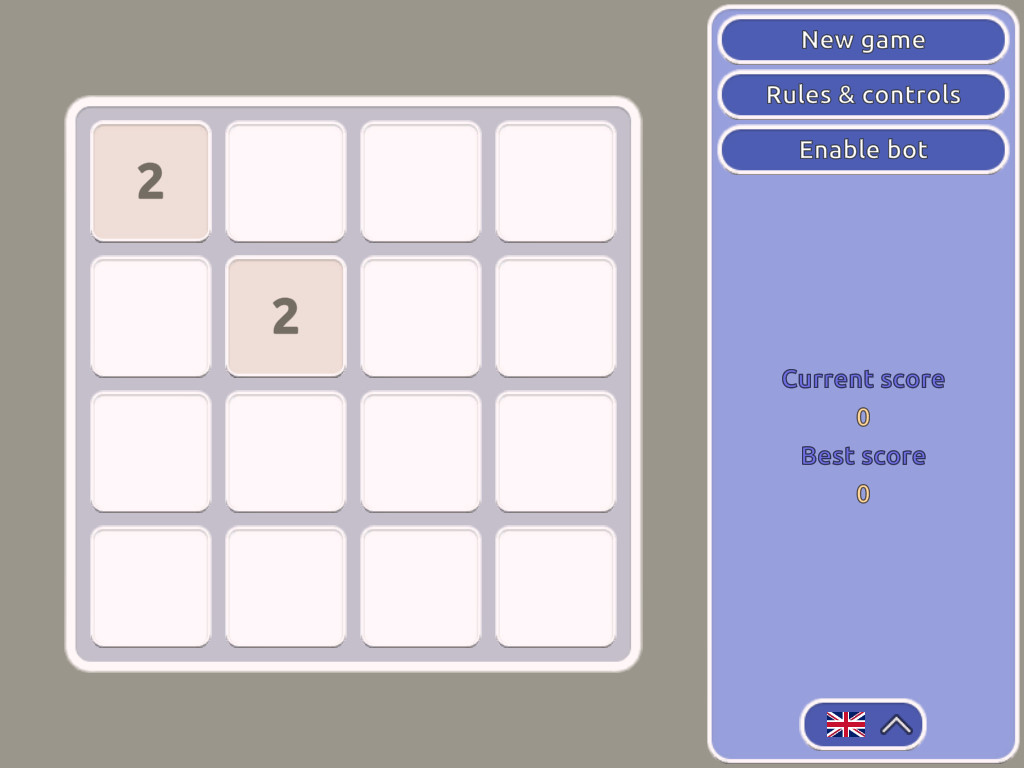 2
2
New game
Rules & controls
Enable bot
Current score
0
Best score
0